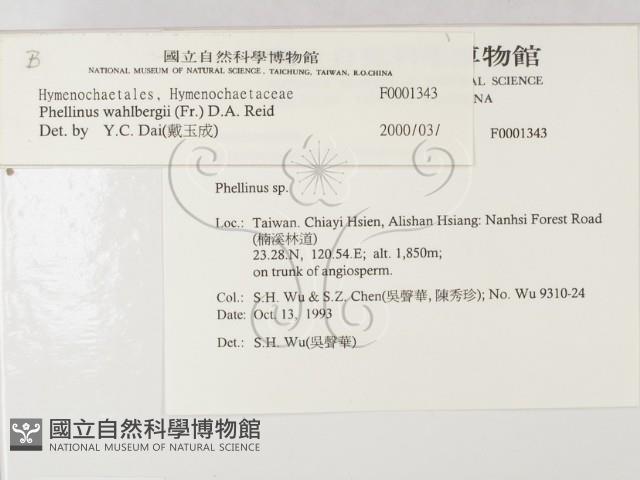 B
國立自然科學博物館
NATIONAL MUSEUM OF NATURAL SCIENCE, TAICHUNG, TAIWAN, R.O.CHINA
Hymenochaetales, Hymenochaetaceae F0001343
Phellinus wahlbergii (Fr.) D.A. Reid
Det. by Y.C. Dai(戴玉成) 2000/03/
博物館
AL SCIENCE
NA
F0001343
Phellinus sp.
Loc.: Taiwan. Chiayi Hsien, Alishan Hsiang: Nanhsi Forest Road
(楠溪林道)
23.28.N, 120.54.E; alt. 1,850m;
on trunk of angiosperm.
Col.: S.H. Wu & S.Z. Chen(吳聲華, 陳秀珍); No. Wu 9310-24
Date: Oct. 13, 1993
Det.: S.H. Wu(吳聲華)
國立自然科學博物館
NATIONAL MUSEUM OF NATURAL SCIENCE